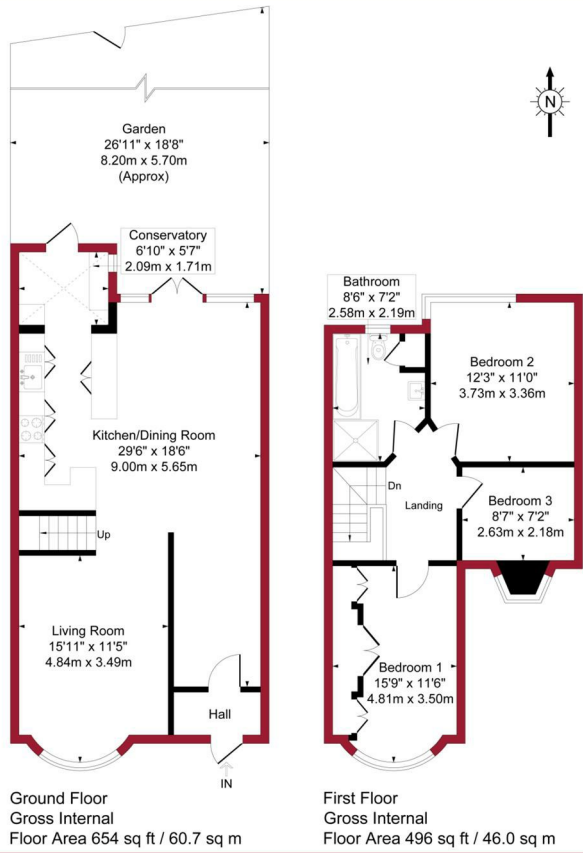 N
Garden
26'11" x 18'8"
8.20m x 5.70m
(Approx)
Conservatory
6'10" x 5'7"
2.09m x 1.71m
Kitchen/Dining Room
29'6" x 18'6"
9.00m x 5.65m
Up
Living Room
15'11" x 11'5"
4.84m x 3.49m
Hall
IN
Ground Floor
Gross Internal
Floor Area 654 sq ft / 60.7 sq m
Bathroom
8'6" x 7'2"
2.58m x 2.19m
Bedroom 2
12'3" x 11'0"
3.73m x 3.36m
Dn
Landing
Bedroom 3
8'7" x 7'2"
2.63m x 2.18m
Bedroom 1
15'9" x 11'6"
4.81m x 3.50m
First Floor
Gross Internal
Floor Area 496 sq ft / 46.0 sq m